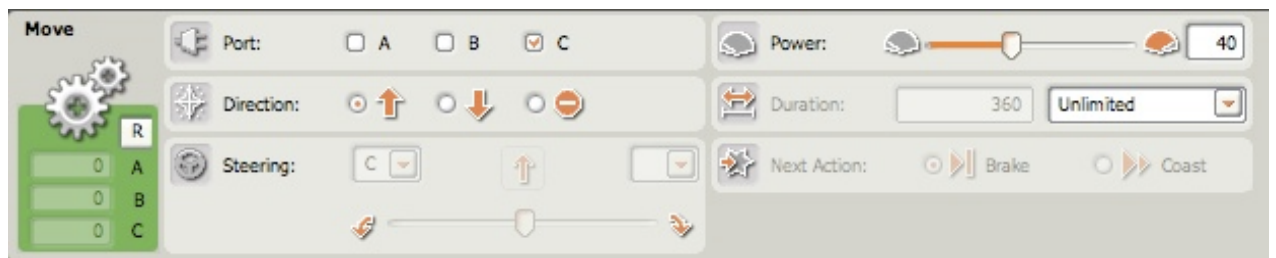 Move
R
0 A
0 B
0 C
Port: A B C
Direction:
Steering: C
Power: 40
Duration: 360 Unlimited
Next Action: Brake Coast